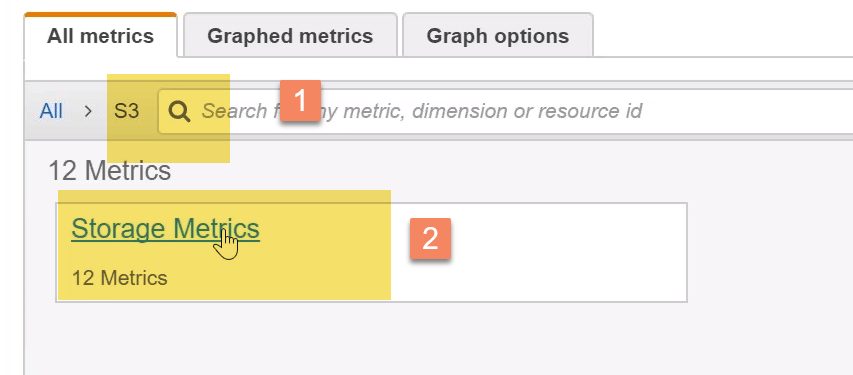 All metrics Graphed metrics Graph options
All > S3 Search f ny metric, dimension or resource id
1
12 Metrics
Storage Metrics
2
12 Metrics